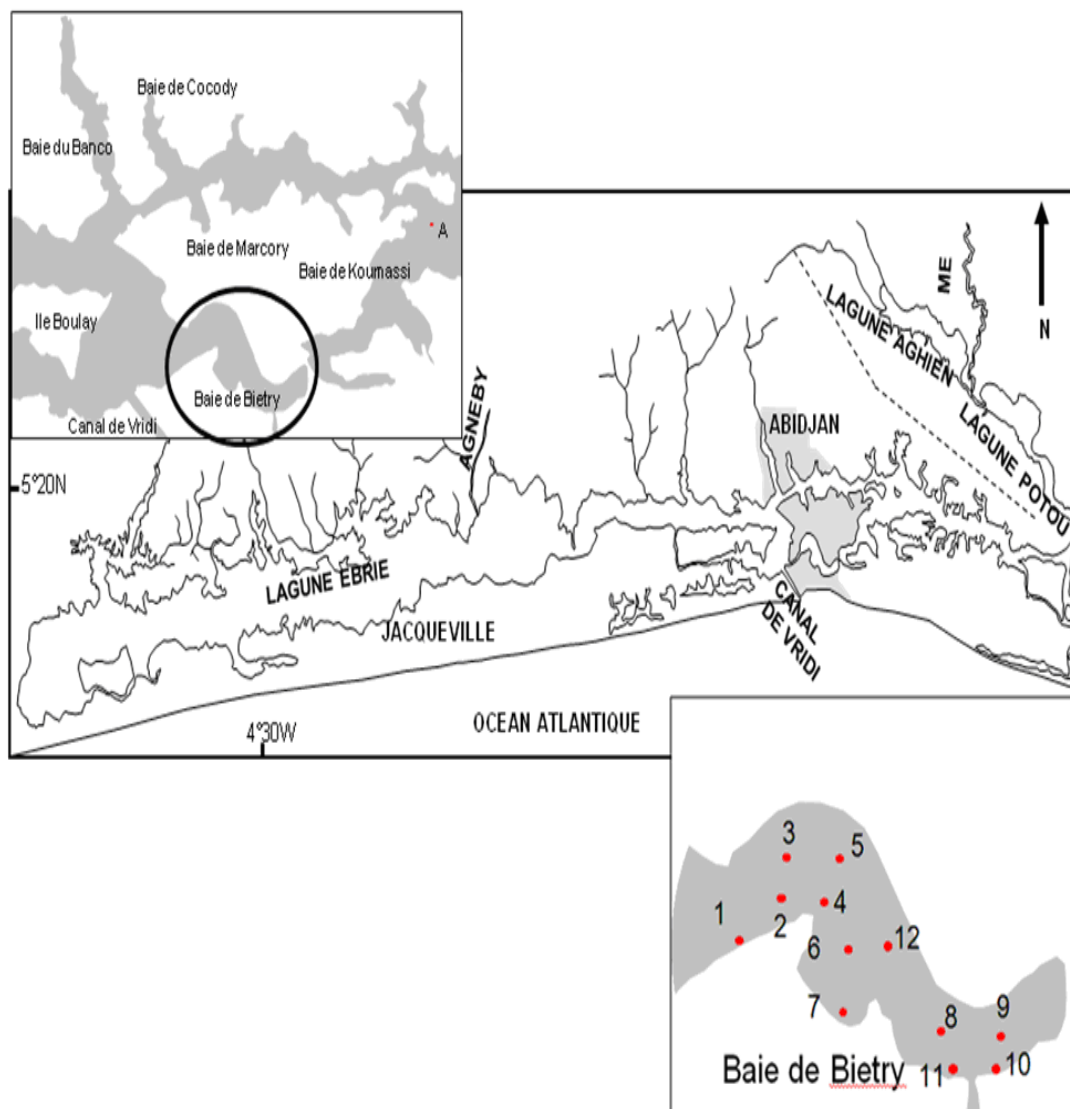 Baie de Cocody
Baie du Banco
A
Baie de Marcory
Baie de Koumassi
Ile Boulay
Baie de Bietry
Canal de Vridi
ME
N
LAGUNE AGHIEN
LAGUNE POTOU
AGNEBY
ABIDJAN
5°20N
LAGUNE EBRIE
JACQUEVILLE
CANAL
DE VRIDI
4°30W
OCEAN ATLANTIQUE
3
5
1
2
4
6
12
7
8
9
Baie de Bietry
11
10